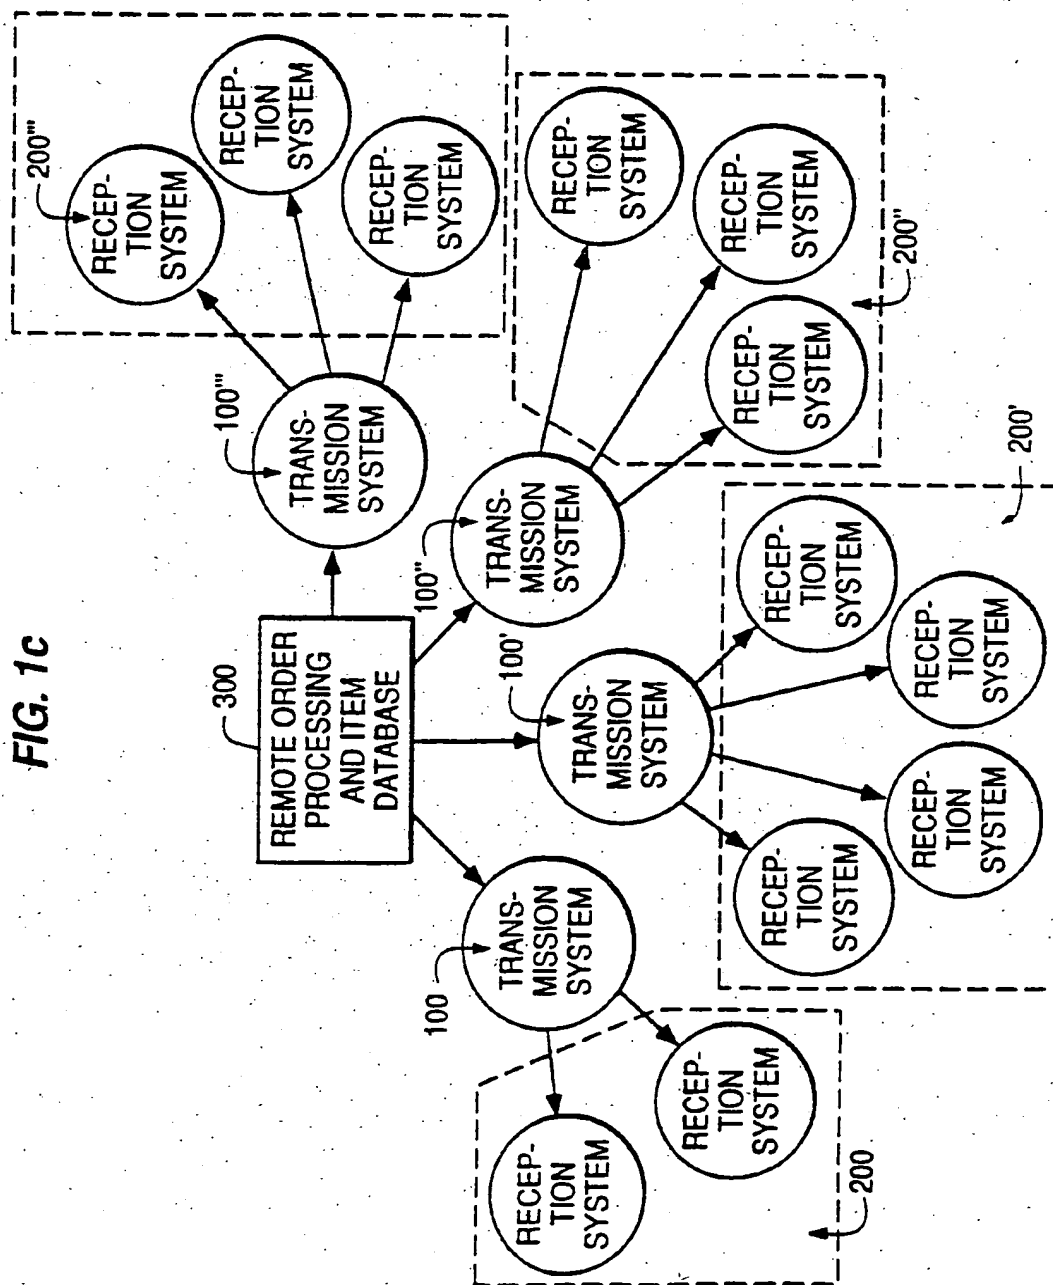 FIG. 1c
300
REMOTE ORDER
PROCESSING
AND ITEM
DATABASE
100
TRANS-
MISSION
SYSTEM
100'
TRANS-
MISSION
SYSTEM
100"
TRANS-
MISSION
SYSTEM
100'''
TRANS-
MISSION
SYSTEM
RECEP-
TION
SYSTEM
RECEP-
TION
SYSTEM
200
RECEP-
TION
SYSTEM
RECEP-
TION
SYSTEM
RECEP-
TION
SYSTEM
RECEP-
TION
SYSTEM
200'
RECEP-
TION
SYSTEM
RECEP-
TION
SYSTEM
RECEP-
TION
SYSTEM
200"
200'''
RECEP-
TION
SYSTEM
RECEP-
TION
SYSTEM
RECEP-
TION
SYSTEM